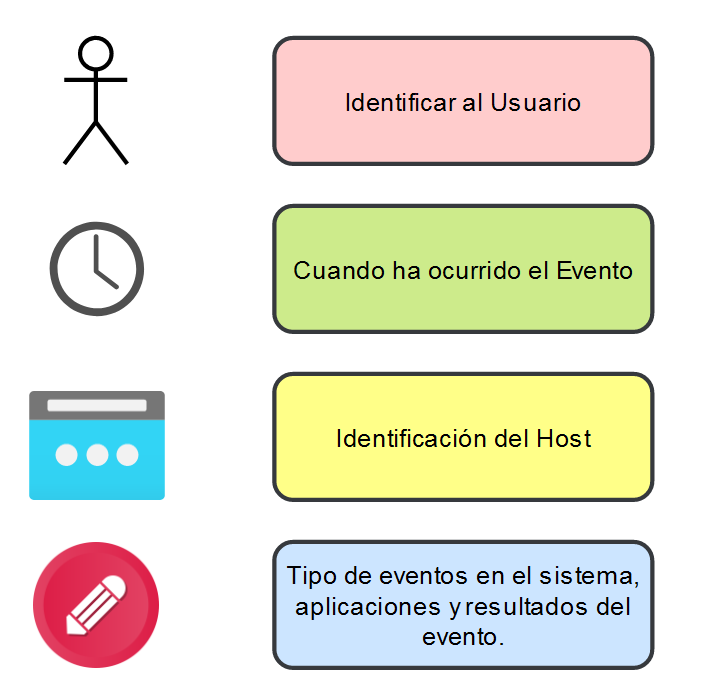 Identificar al Usuario
Cuando ha ocurrido el Evento
Identificación del Host
Tipo de eventos en el sistema,
aplicaciones y resultados del
evento.